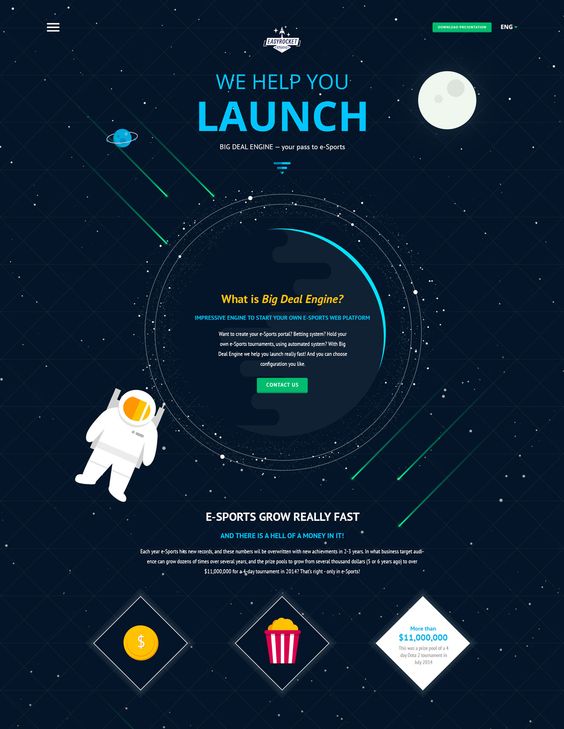 DOWNLOAD PRESENTATION
ENG
EASYROCKET
WE HELP YOU
LAUNCH
BIG DEAL ENGINE — your pass to e-Sports
What is Big Deal Engine?
IMPRESSIVE ENGINE TO START YOUR OWN E-SPORTS WEB PLATFORM
Want to create your e-Sports portal? Betting system? Hold your
own e-Sports tournaments, using automated system? With Big
Deal Engine we help you launch really fast! And you can choose
configuration you like.
CONTACT US
E-SPORTS GROW REALLY FAST
AND THERE IS A HELL OF A MONEY IN IT!
Each year e-Sports hits new records, and these numbers wil be overwritten with new achievments in 2-3 years. In what business target audi-
ence can grow dozens of times over several years, and the prize pools to grow from several thousand dollars (5 or 6 years ago) to over
$11,000,000 for a 4-day tournament in 2014? That's right - only in e-Sports!
$
More than
$11,000,000
This was a prize pool of a 4
day Dota 2 tournament in
July 2014